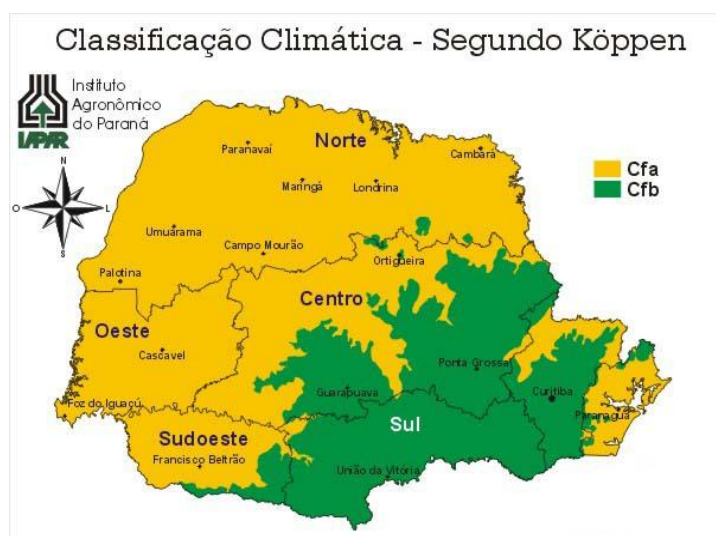 Classificação Climática - Segundo Köppen
Instituto
Agronômico
do Paraná
IAPAR
N
O
L
S
Cfa
Cfb
Norte
Paranavaí
Cambará
Maringá
Londrina
Umuarama
Campo Mourão
Ortigueira
Palotina
Centro
Oeste
Cascavel
Ponta Grossa
Guarapuava
Curitiba
Foz do Iguaçú
Paranaguá
Sul
Sudoeste
Francisco Beltrão
União da Vitória